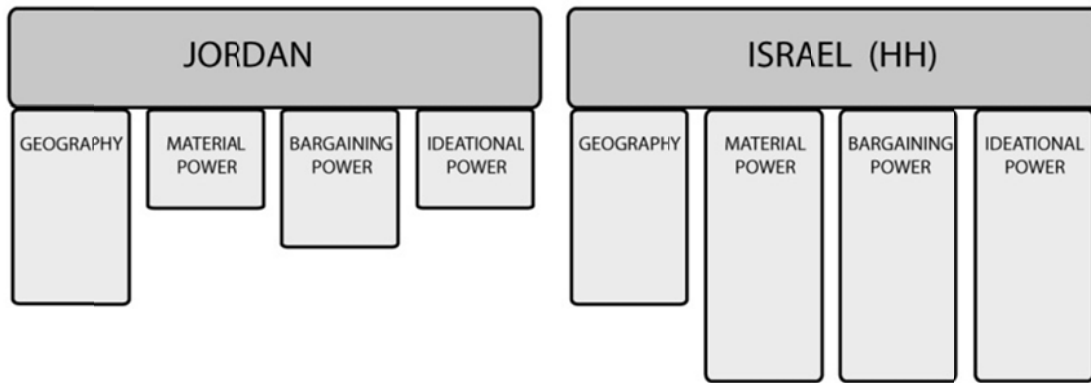 JORDAN
GEOGRAPHY
MATERIAL
POWER
BARGAINING
POWER
IDEATIONAL
POWER
ISRAEL (HH)
GEOGRAPHY
MATERIAL
POWER
BARGAINING
POWER
IDEATIONAL
POWER